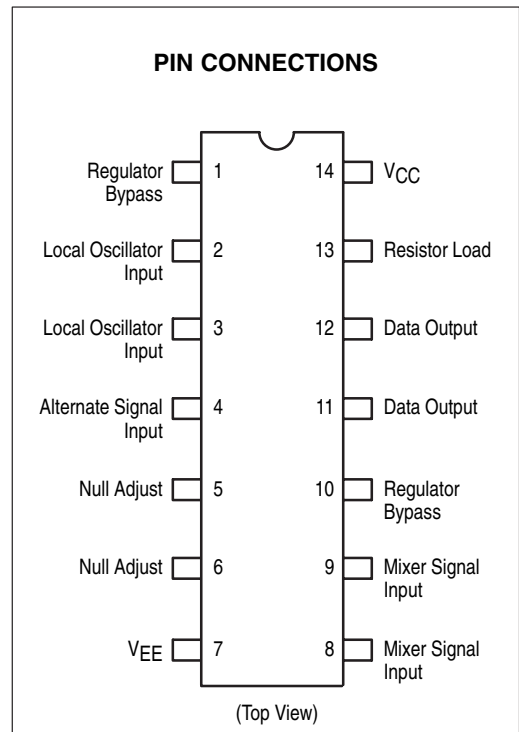 PIN CONNECTIONS
Regulator
Bypass
1
14
VCC
Local Oscillator
Input
2
13
Resistor Load
Local Oscillator
Input
3
12
Data Output
Alternate Signal
Input
4
11
Data Output
Null Adjust
5
10
Regulator
Bypass
Null Adjust
6
9
Mixer Signal
Input
VEE
7
8
Mixer Signal
Input
(Top View)